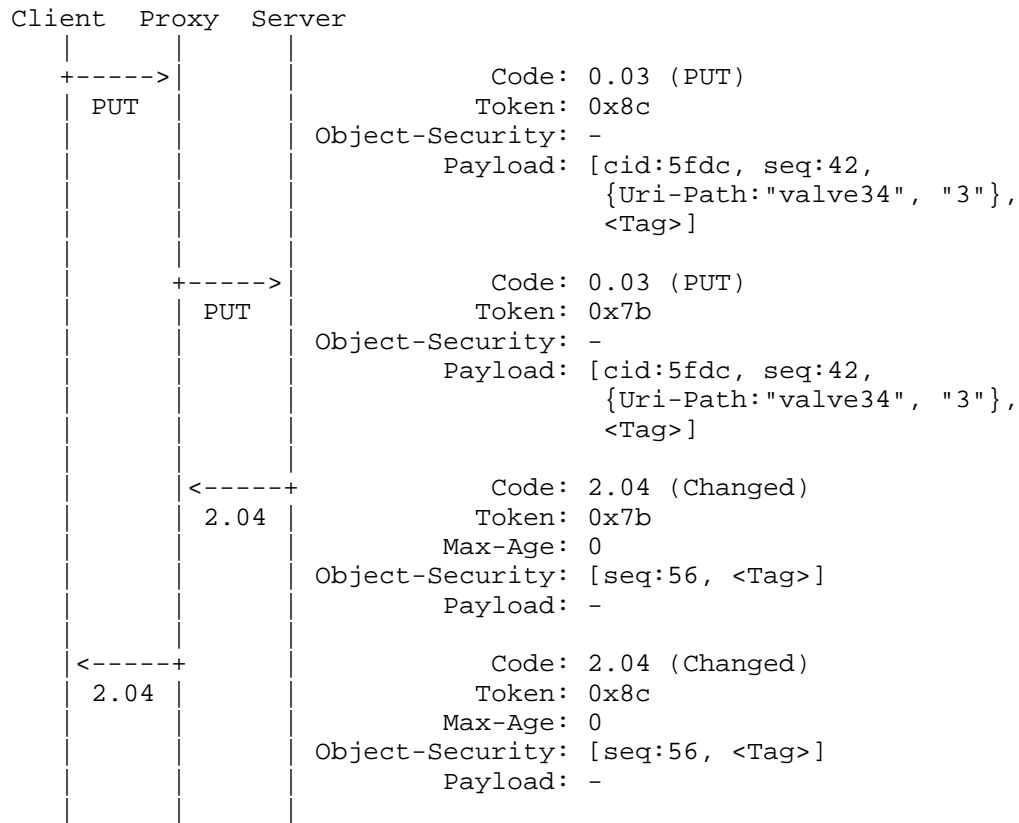 Client  Proxy  Server
   |       |       |
   +----->|       |            Code: 0.03 (PUT)
   | PUT   |       |           Token: 0x8c
   |       |       | Object-Security: -
   |       |       |         Payload: [cid:5fdc, seq:42,
   |       |       |                   {Uri-Path:"valve34", "3"},
   |       |       |                   <Tag>]
   |       |       |
   |       +----->|            Code: 0.03 (PUT)
   |       | PUT   |           Token: 0x7b
   |       |       | Object-Security: -
   |       |       |         Payload: [cid:5fdc, seq:42,
   |       |       |                   {Uri-Path:"valve34", "3"},
   |       |       |                   <Tag>]
   |       |       |
   |       |<-----+            Code: 2.04 (Changed)
   |       | 2.04  |           Token: 0x7b
   |       |       |         Max-Age: 0
   |       |       | Object-Security: [seq:56, <Tag>]
   |       |       |         Payload: -
   |       |       |
   |<-----+       |            Code: 2.04 (Changed)
   | 2.04  |       |           Token: 0x8c
   |       |       |         Max-Age: 0
   |       |       | Object-Security: [seq:56, <Tag>]
   |       |       |         Payload: -
   |       |       |